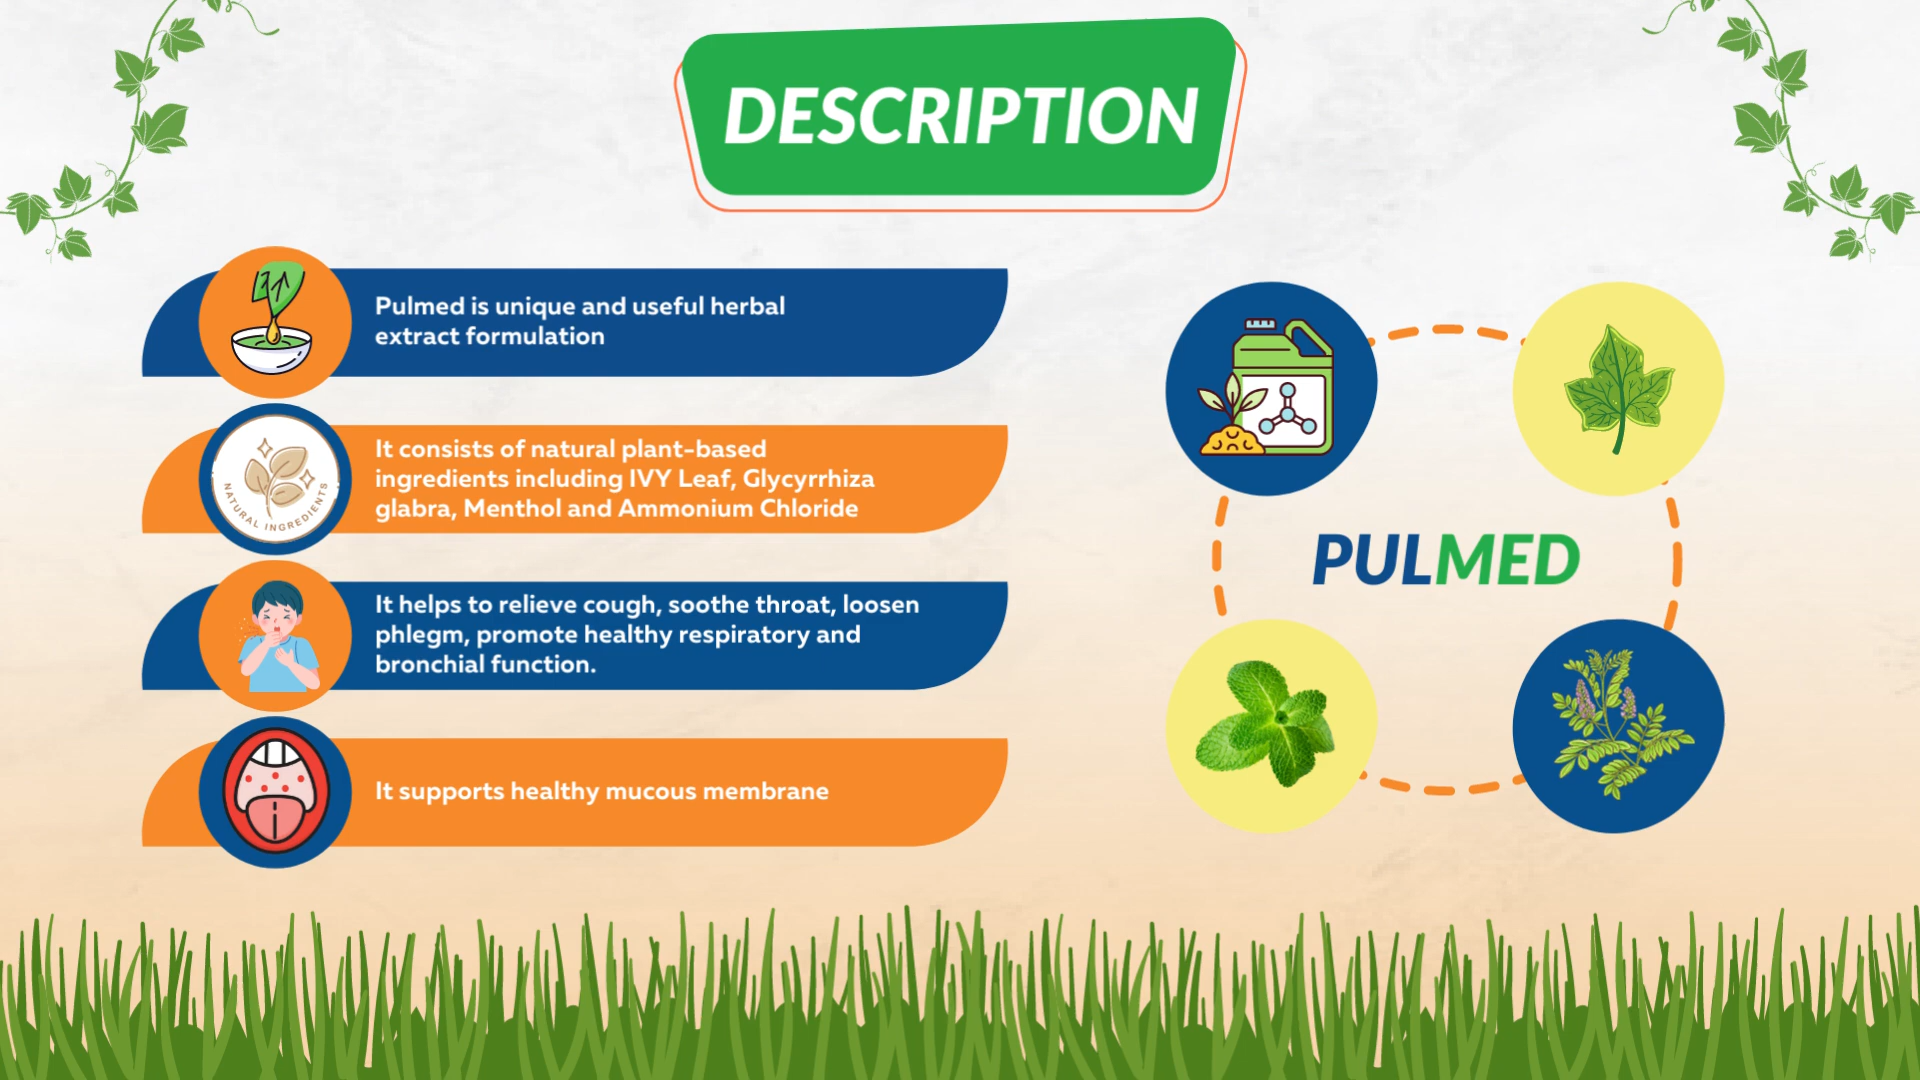 DESCRIPTION
Pulmed is unique and useful herbal
extract formulation
NATURAL INGREDIENTS
It consists of natural plant-based
ingredients including IVY Leaf, Glycyrrhiza
glabra, Menthol and Ammonium Chloride
It helps to relieve cough, soothe throat, loosen
phlegm, promote healthy respiratory and
bronchial function.
It supports healthy mucous membrane
PULMED